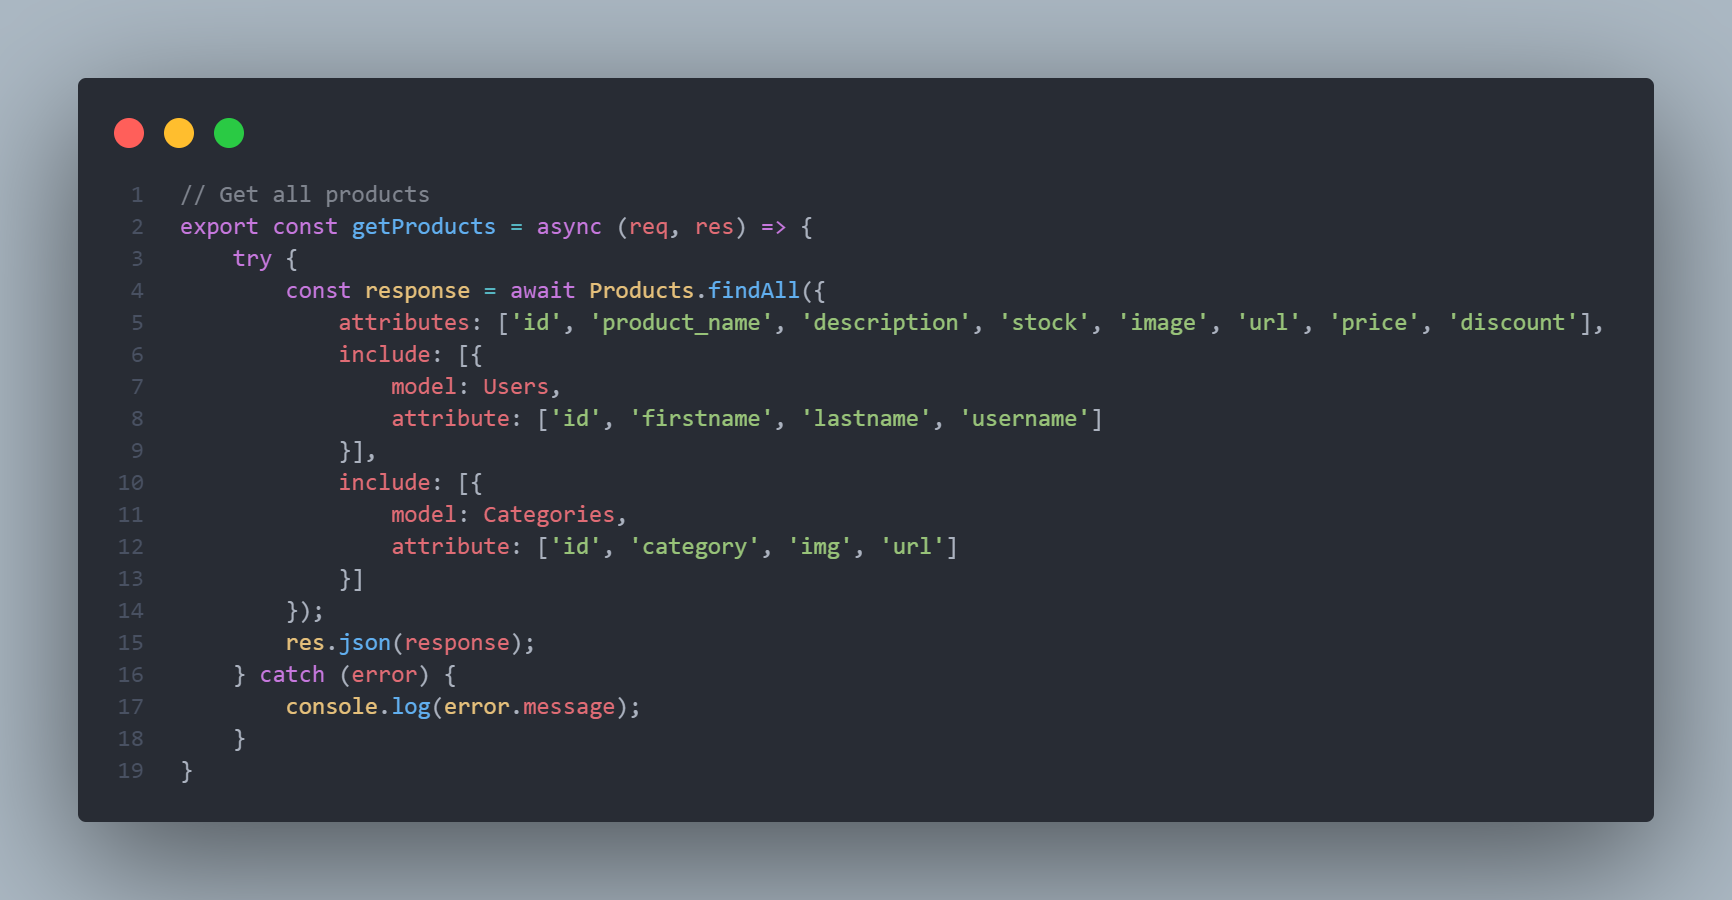 1 // Get all products
2 export const getProducts = async (req, res) => {
3     try {
4         const response = await Products.findAll({
5             attributes: ['id', 'product_name', 'description', 'stock', 'image', 'url', 'price', 'discount'],
6             include: [{
7                 model: Users,
8                 attribute: ['id', 'firstname', 'lastname', 'username']
9             }],
10             include: [{
11                 model: Categories,
12                 attribute: ['id', 'category', 'img', 'url']
13             }]
14         });
15         res.json(response);
16     } catch (error) {
17         console.log(error.message);
18     }
19 }